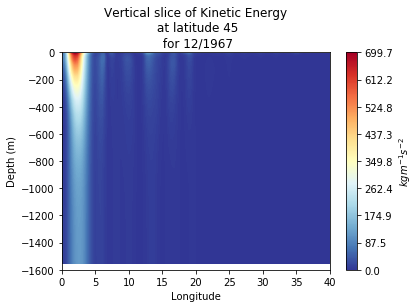 Vertical slice of Kinetic Energy
at latitude 45
for 12/1967
0
−200
−400
−600
−800
−1000
−1200
−1400
−1600
Depth (m)
0 5 10 15 20 25 30 35 40
Longitude
699.7
612.2
524.8
437.3
349.8
262.4
174.9
87.5
0.0
kgm⁻¹s⁻²